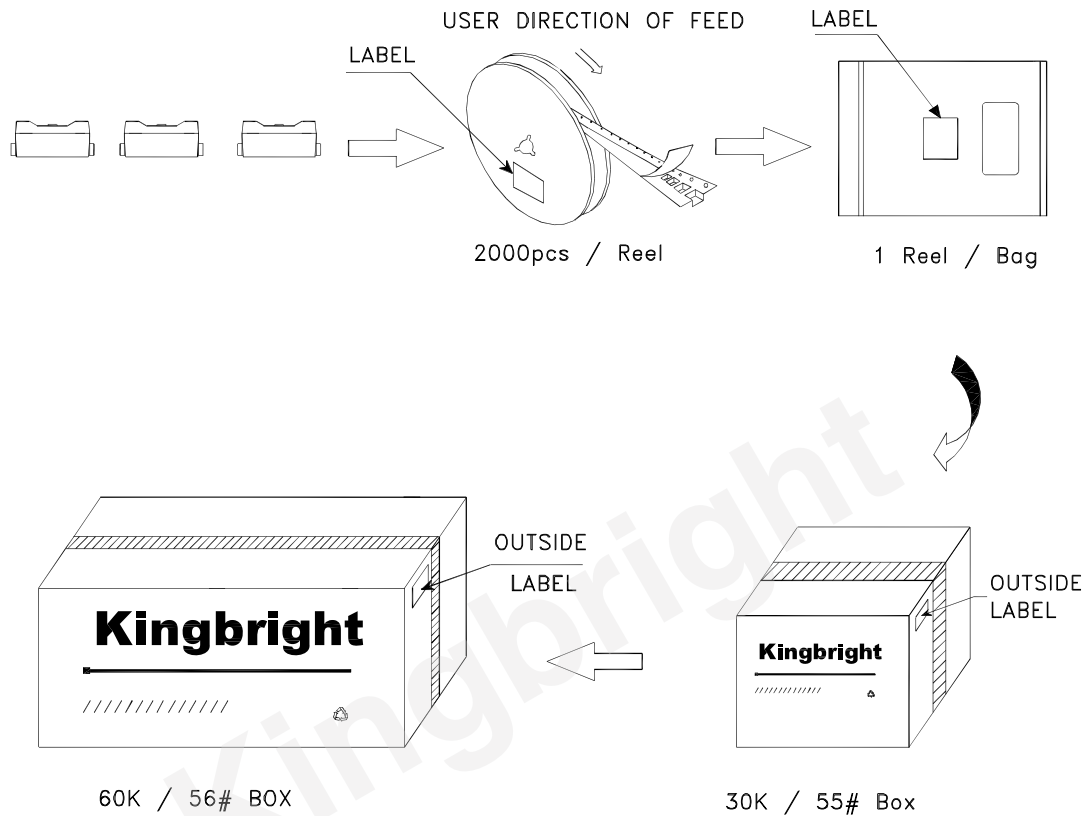 USER DIRECTION OF FEED
LABEL
LABEL
2000pcs / Reel
1 Reel / Bag
OUTSIDE
LABEL
OUTSIDE
LABEL
Kingbright
Kingbright
60K / 56# BOX
30K / 55# Box
Kingbright